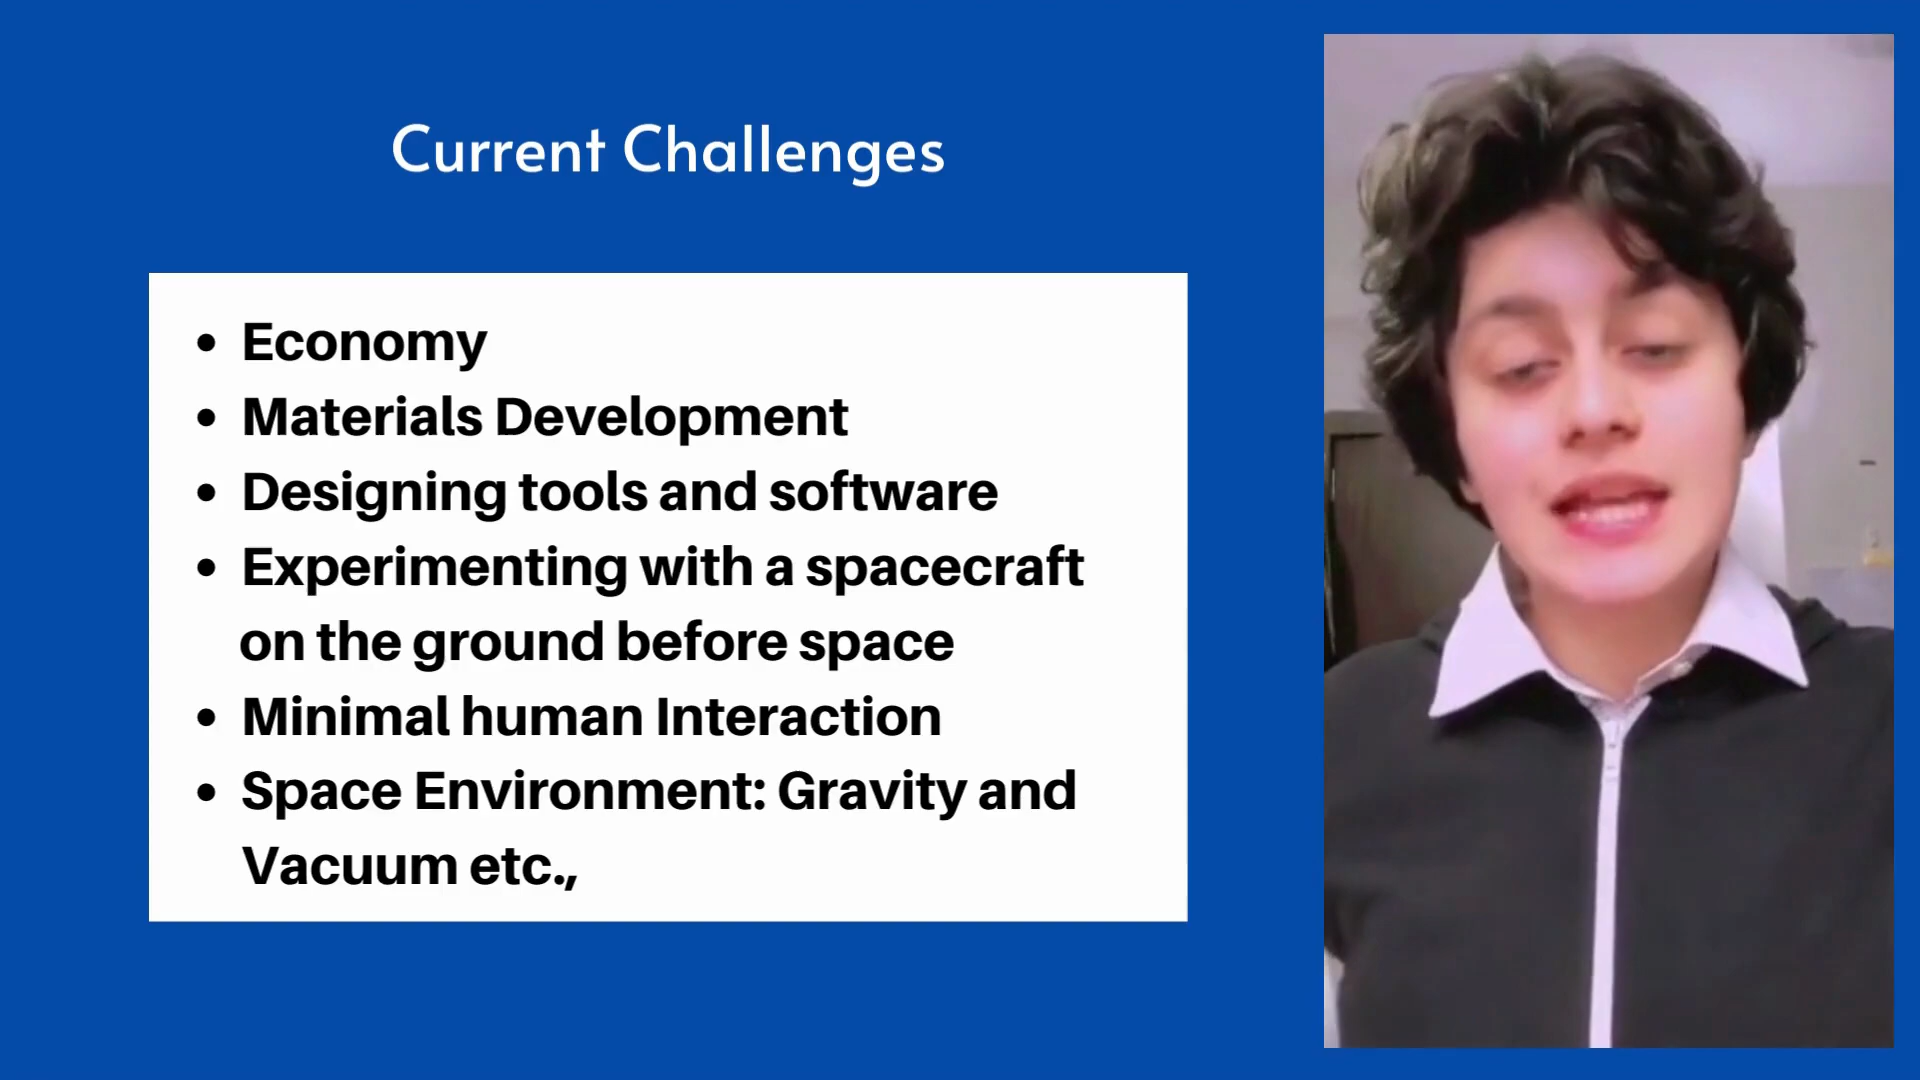 Current Challenges
• Economy
• Materials Development
• Designing tools and software
• Experimenting with a spacecraft
on the ground before space
• Minimal human Interaction
• Space Environment: Gravity and
Vacuum etc.,